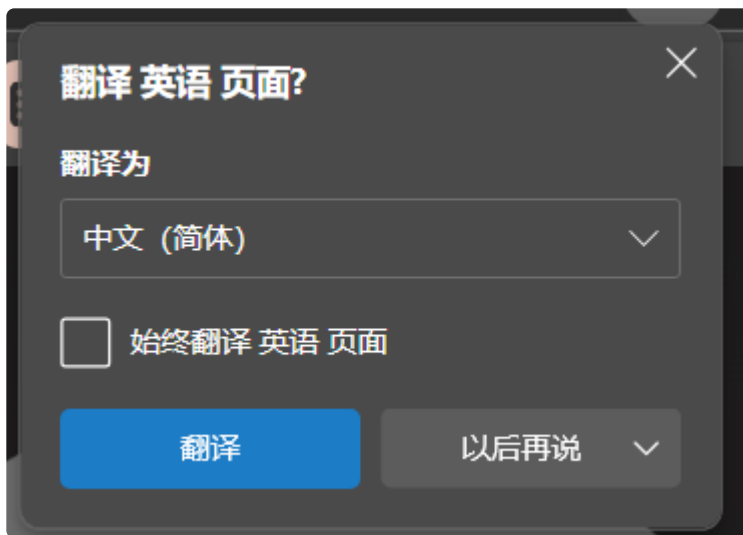 翻译 英语 页面?
翻译为
中文 (简体)
始终翻译 英语 页面
翻译
以后再说